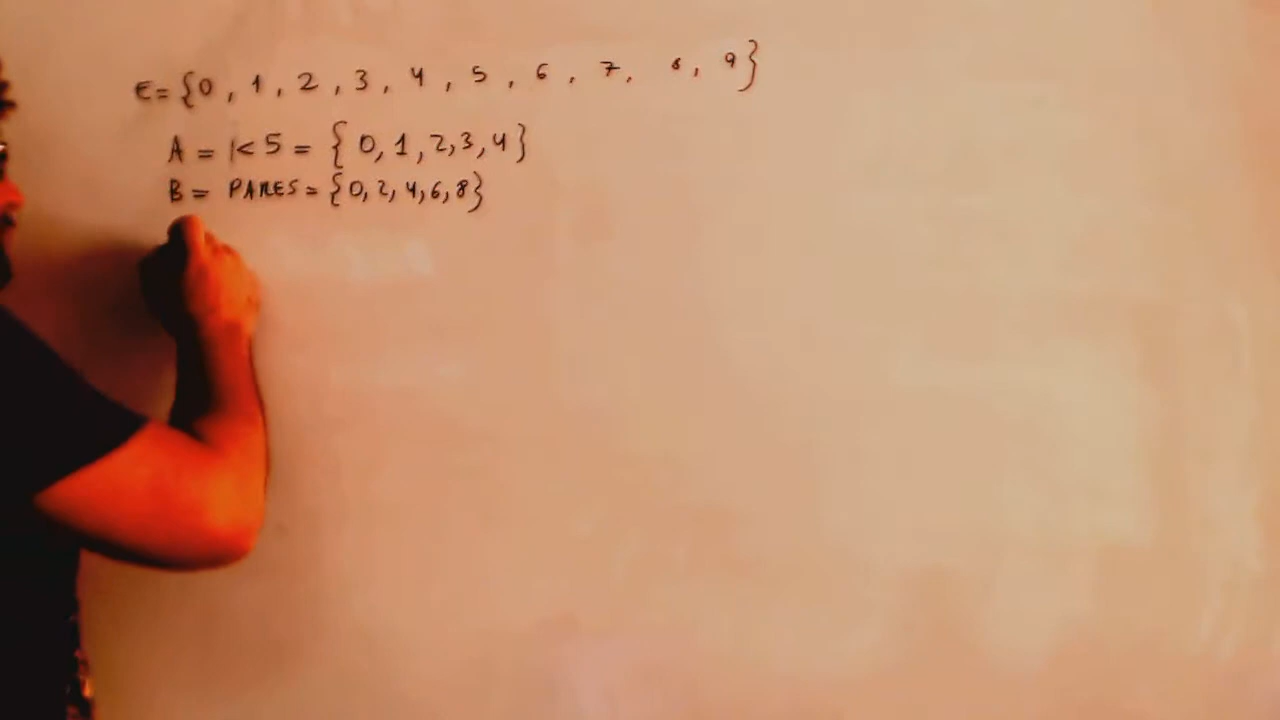 E={0, 1, 2, 3, 4, 5, 6, 7, 8, 9}
A = K 5 = { 0, 1, 2, 3, 4 }
B = PARES = {0, 2, 4, 6, 8}